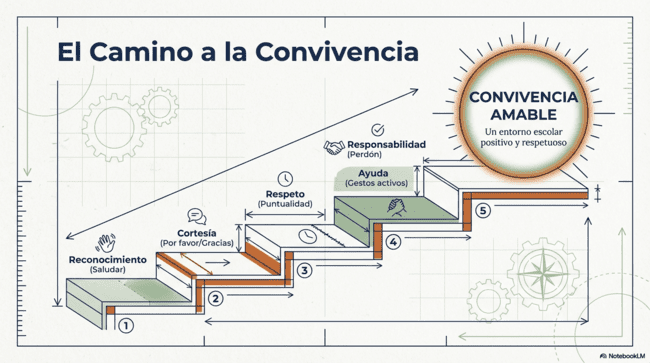 El Camino a la Convivencia
CONVIVENCIA
AMABLE
Un entorno escolar
positivo y respetuoso
Responsabilidad
(Perdón)
Ayuda
(Gestos activos)
Respeto
(Puntualidad)
Cortesía
(Por favor/Gracias)
Reconocimiento
(Saludar)
1
2
3
4
5
NotebookLM